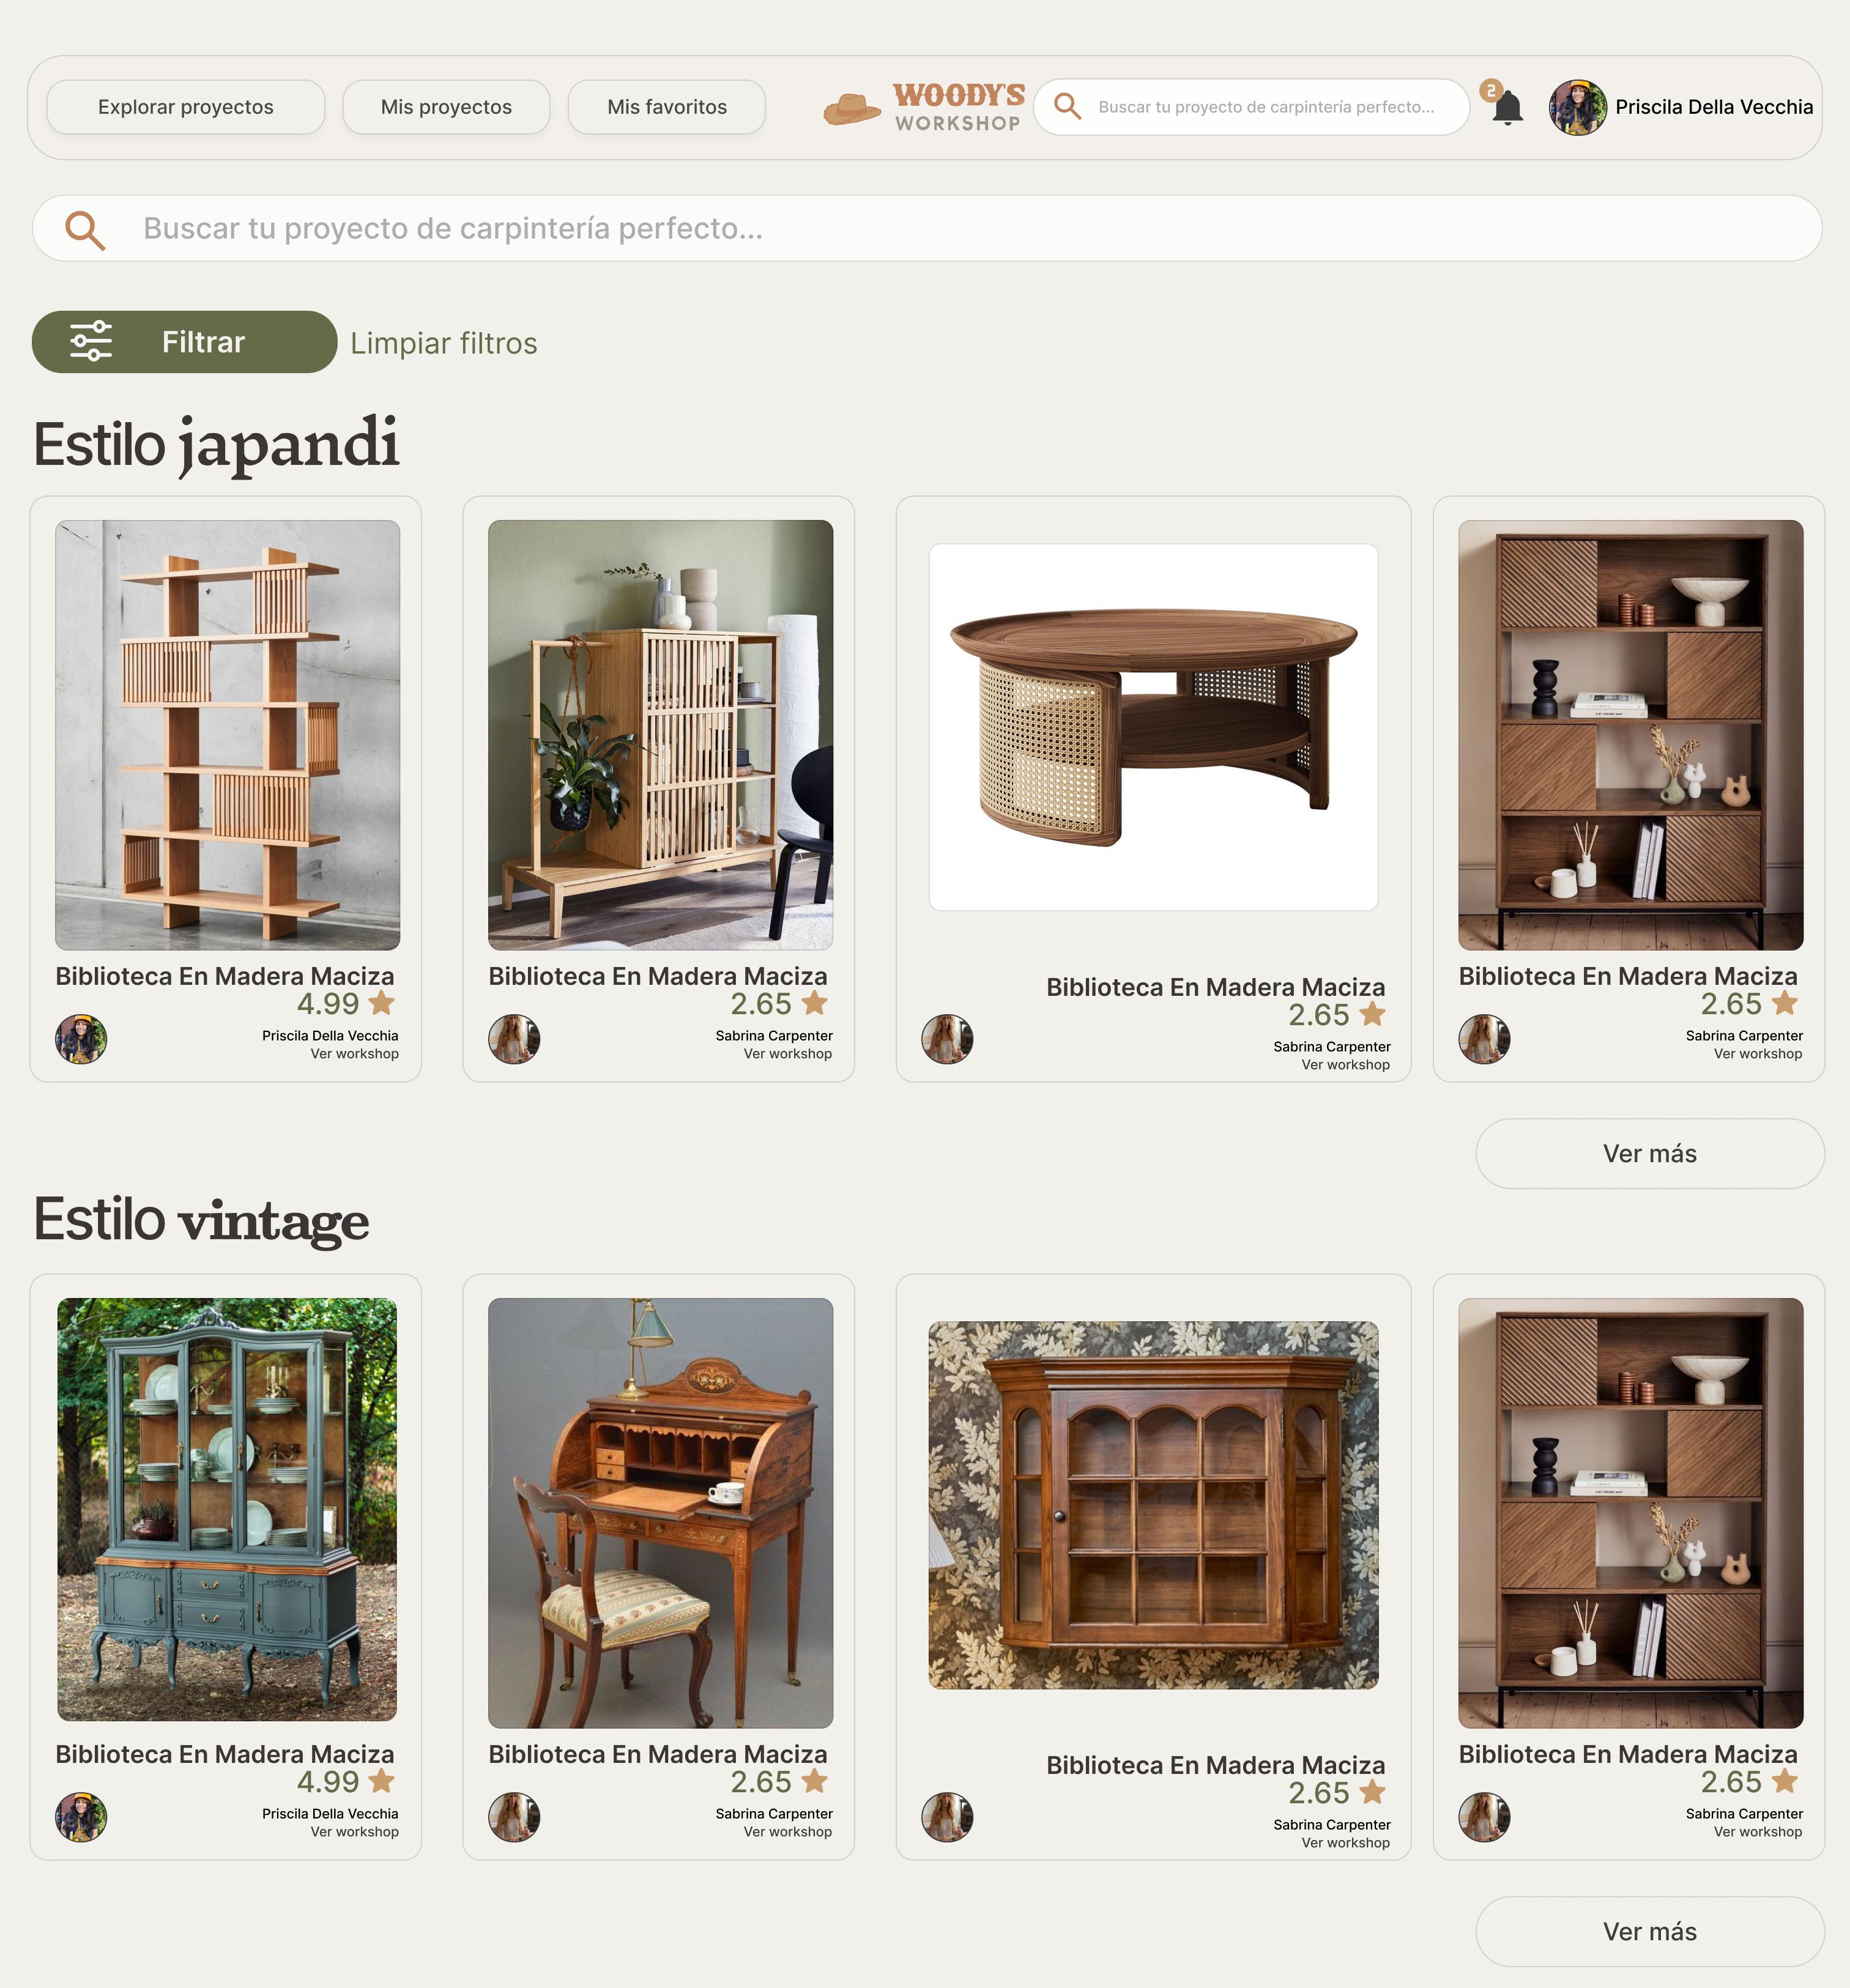 Explorar proyectos
Mis proyectos
Mis favoritos
WOODY'S
WORKSHOP
Buscar tu proyecto de carpintería perfecto...
2
Priscila Della Vecchia
Buscar tu proyecto de carpintería perfecto...
Filtrar
Limpiar filtros
Estilo japandi
Biblioteca En Madera Maciza
4.99
Priscila Della Vecchia
Ver workshop
Biblioteca En Madera Maciza
2.65
Sabrina Carpenter
Ver workshop
Biblioteca En Madera Maciza
2.65
Sabrina Carpenter
Ver workshop
Biblioteca En Madera Maciza
2.65
Sabrina Carpenter
Ver workshop
Ver más
Estilo vintage
Biblioteca En Madera Maciza
4.99
Priscila Della Vecchia
Ver workshop
Biblioteca En Madera Maciza
2.65
Sabrina Carpenter
Ver workshop
Biblioteca En Madera Maciza
2.65
Sabrina Carpenter
Ver workshop
Biblioteca En Madera Maciza
2.65
Sabrina Carpenter
Ver workshop
Ver más